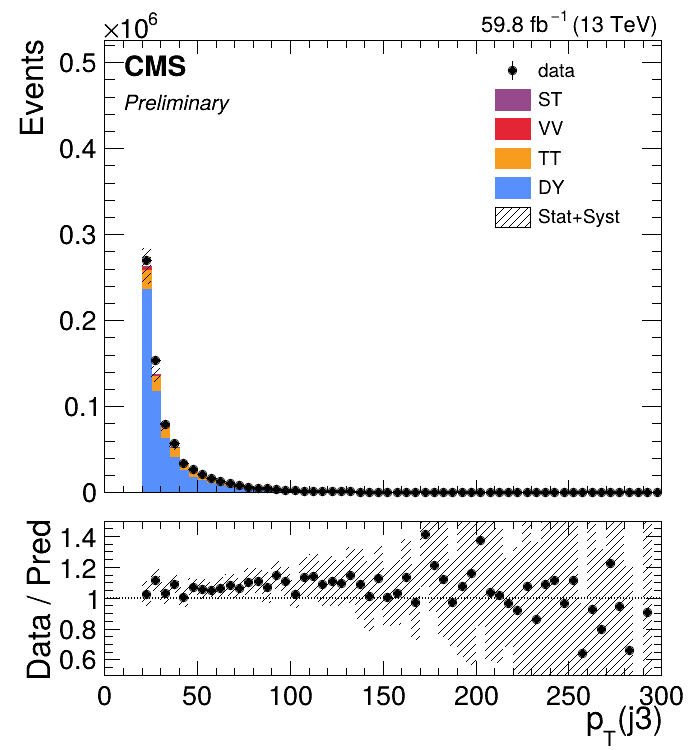 ×10⁶
59.8 fb⁻¹ (13 TeV)
Events
CMS
Preliminary
data
ST
VV
TT
DY
Stat+Syst
0.5
0.4
0.3
0.2
0.1
0
Data / Pred
1.4
1.2
1
0.8
0.6
0 50 100 150 200 250 300
p_T(j3)